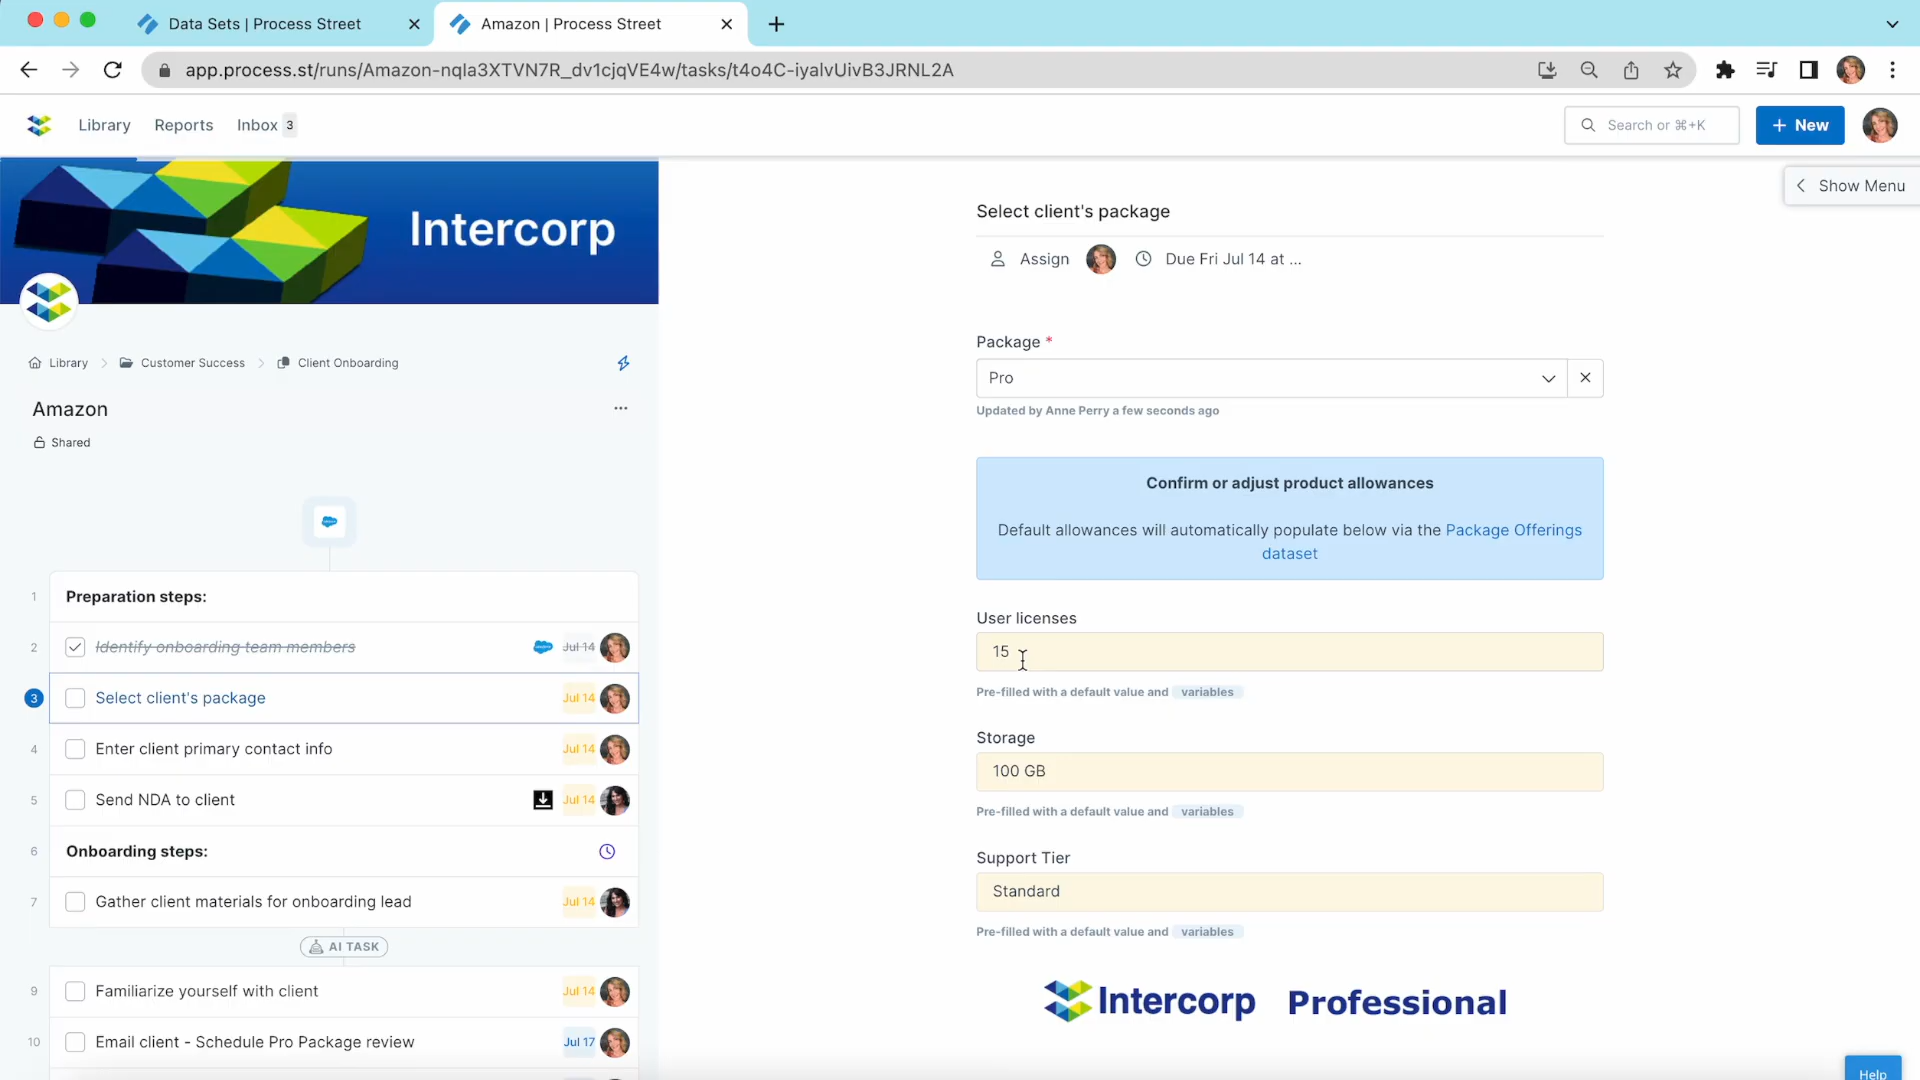 Data Sets | Process Street
Amazon | Process Street
app.process.st/runs/Amazon-nqla3XTVN7R_dv1cjqVE4w/tasks/t4o4C-iyalvUivB3JRNL2A
Library
Reports
Inbox 3
Search or ⌘+K
+ New
Intercorp
Show Menu
Library
Customer Success
Client Onboarding
Amazon
Shared
1 Preparation steps:
2 Identify onboarding team members Jul 14
3 Select client's package Jul 14
4 Enter client primary contact info Jul 14
5 Send NDA to client Jul 14
6 Onboarding steps:
7 Gather client materials for onboarding lead Jul 14
AI TASK
9 Familiarize yourself with client Jul 14
10 Email client - Schedule Pro Package review Jul 17
Select client's package
Assign
Due Fri Jul 14 at ...
Package *
Pro
Updated by Anne Perry a few seconds ago
Confirm or adjust product allowances
Default allowances will automatically populate below via the Package Offerings
dataset
User licenses
15
Pre-filled with a default value and variables
Storage
100 GB
Pre-filled with a default value and variables
Support Tier
Standard
Pre-filled with a default value and variables
Intercorp Professional
Help